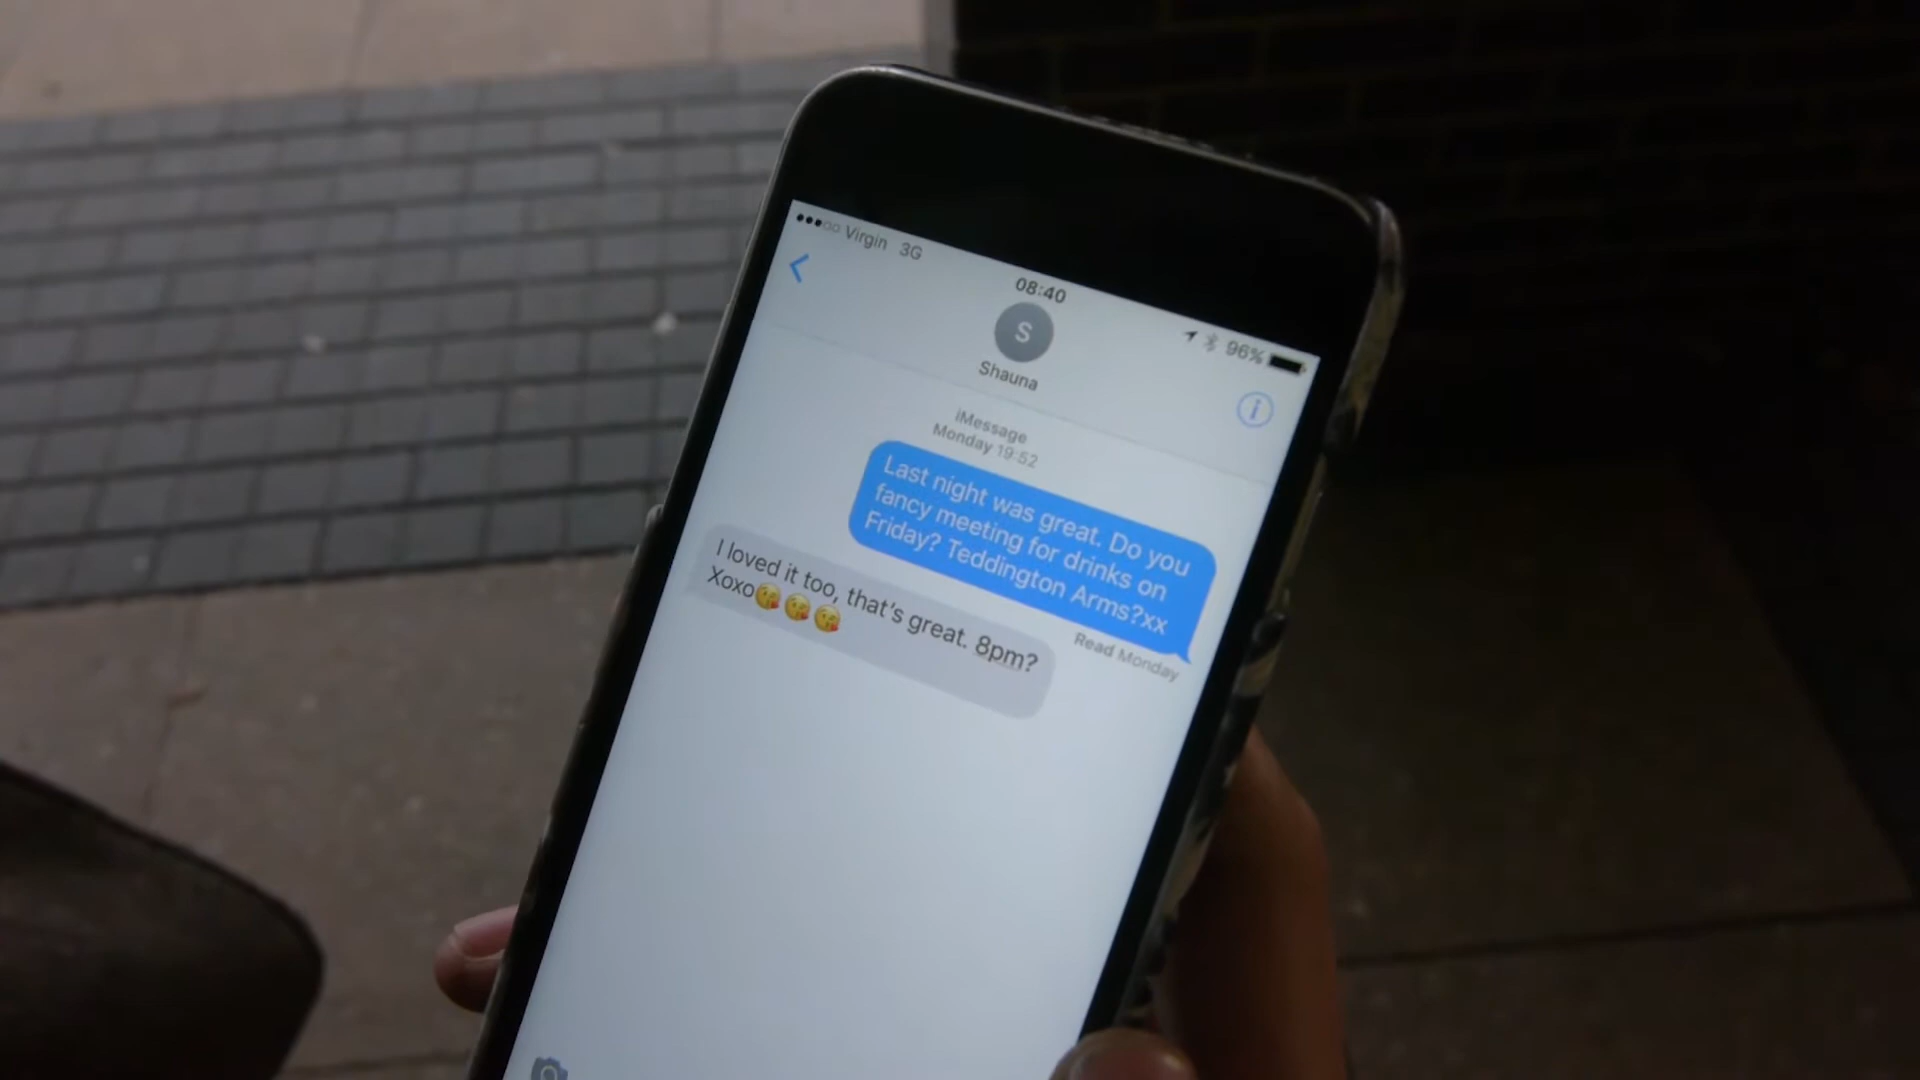 ●●●○○ Virgin 3G
08:40
96%
S
Shauna
iMessage
Monday 19:52
Last night was great. Do you
fancy meeting for drinks on
Friday? Teddington Arms?xx
Read Monday
I loved it too, that's great. 8pm?
Xoxo😘😘😘